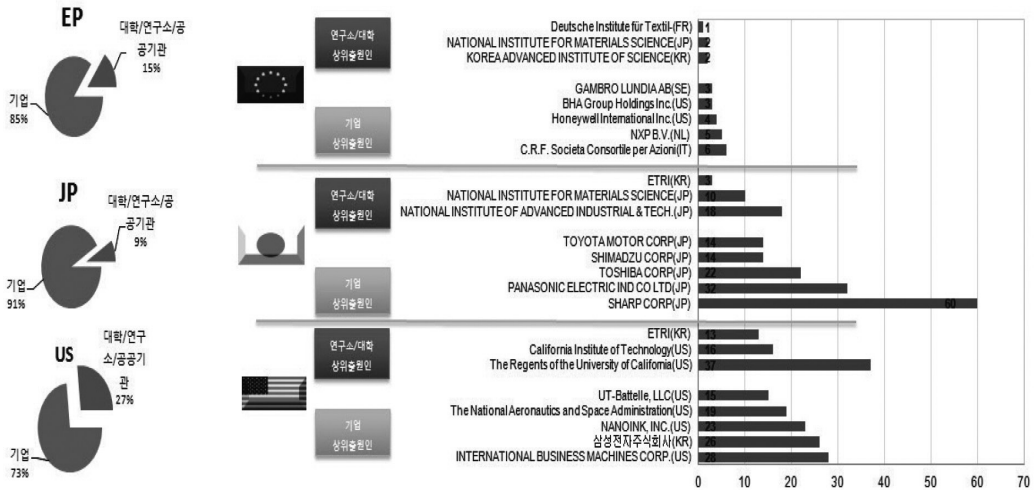 EP
대학/연구소/공
공기관
15%
기업
85%
연구소/대학
상위출원인
기업
상위출원인
Deutsche Institute für Textil-(FR) 1
NATIONAL INSTITUTE FOR MATERIALS SCIENCE(JP) 2
KOREA ADVANCED INSTITUTE OF SCIENCE(KR) 2
GAMBRO LUNDIA AB(SE) 3
BHA Group Holdings Inc.(US) 3
Honeywell International Inc.(US) 4
NXP B.V.(NL) 5
C.R.F. Societa Consortile per Azioni(IT) 6
JP
대학/연구소/공
공기관
9%
기업
91%
연구소/대학
상위출원인
기업
상위출원인
ETRI(KR) 3
NATIONAL INSTITUTE FOR MATERIALS SCIENCE(JP) 10
NATIONAL INSTITUTE OF ADVANCED INDUSTRIAL & TECH.(JP) 18
TOYOTA MOTOR CORP(JP) 14
SHIMADZU CORP(JP) 14
TOSHIBA CORP(JP) 22
PANASONIC ELECTRIC IND CO LTD(JP) 32
SHARP CORP(JP) 60
US
대학/연구
소/공공기
관
27%
기업
73%
연구소/대학
상위출원인
기업
상위출원인
ETRI(KR) 13
California Institute of Technology(US) 16
The Regents of the University of California(US) 37
UT-Battelle, LLC(US) 15
The National Aeronautics and Space Administration(US) 19
NANOINK, INC.(US) 23
삼성전자주식회사(KR) 26
INTERNATIONAL BUSINESS MACHINES CORP.(US) 28
0 10 20 30 40 50 60 70